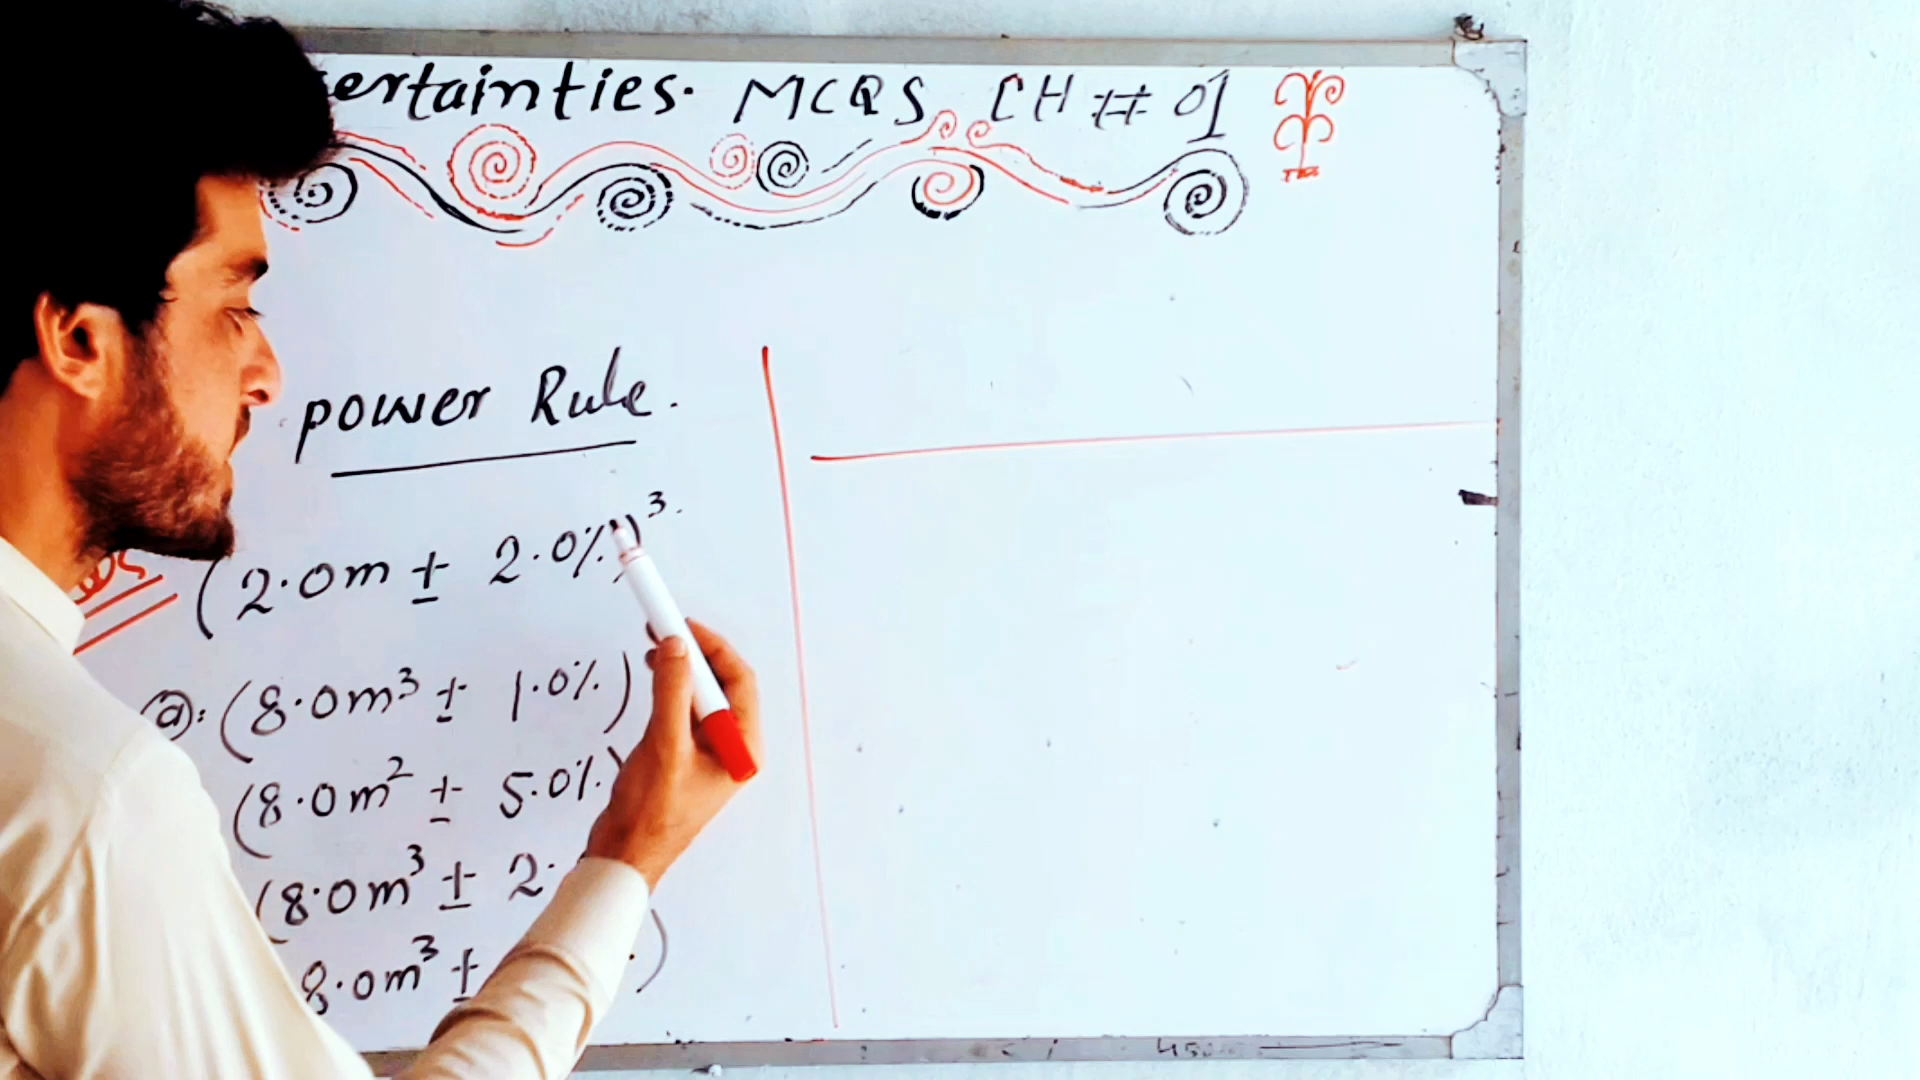 ertainties. MCQS CH # 01
power Rule.
(2.0m ± 2.0%)³.
(a): (8.0m³ ± 1.0%)
(8.0m² ± 5.0%)
(8.0m³ ± 2.
8.0m³ ± )